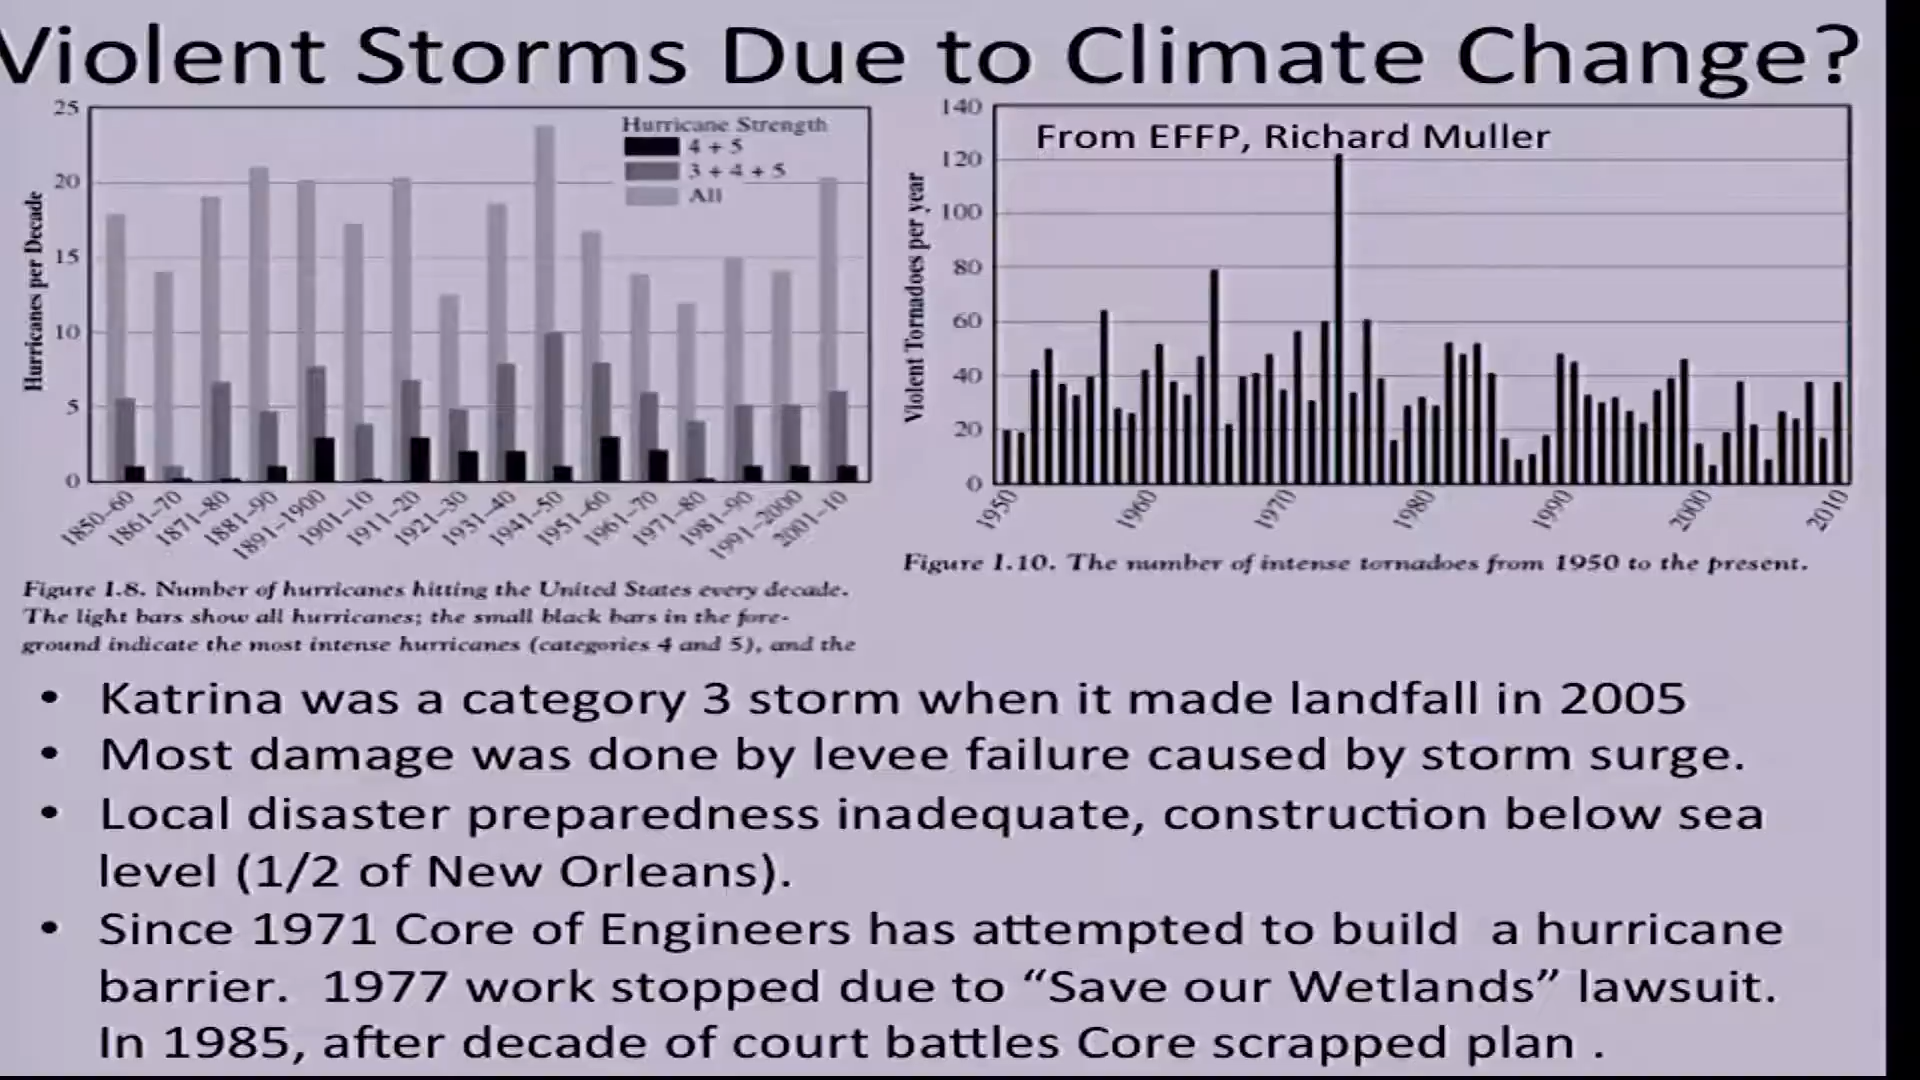 Violent Storms Due to Climate Change?
25
20
15
10
5
0
Hurricanes per Decade
Hurricane Strength
4 + 5
3 + 4 + 5
All
1850–60
1861–70
1871–80
1881–90
1891–1900
1901–10
1911–20
1921–30
1931–40
1941–50
1951–60
1961–70
1971–80
1981–90
1991–2000
2001–10
Figure I.8. Number of hurricanes hitting the United States every decade.
The light bars show all hurricanes; the small black bars in the fore-
ground indicate the most intense hurricanes (categories 4 and 5), and the
140
120
100
80
60
40
20
0
Violent Tornadoes per year
From EFFP, Richard Muller
1950
1960
1970
1980
1990
2000
2010
Figure I.10. The number of intense tornadoes from 1950 to the present.
• Katrina was a category 3 storm when it made landfall in 2005
• Most damage was done by levee failure caused by storm surge.
• Local disaster preparedness inadequate, construction below sea
level (1/2 of New Orleans).
• Since 1971 Core of Engineers has attempted to build a hurricane
barrier. 1977 work stopped due to “Save our Wetlands” lawsuit.
In 1985, after decade of court battles Core scrapped plan .